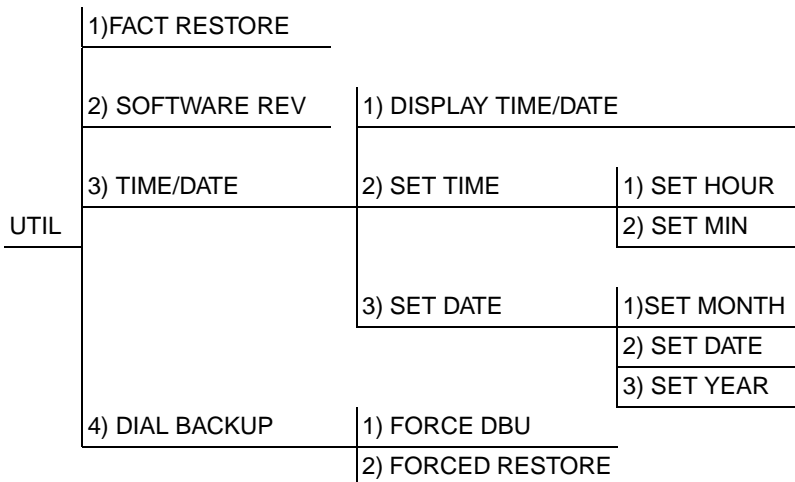 1)FACT RESTORE
2) SOFTWARE REV
1) DISPLAY TIME/DATE
3) TIME/DATE
2) SET TIME
1) SET HOUR
UTIL
2) SET MIN
3) SET DATE
1)SET MONTH
2) SET DATE
3) SET YEAR
4) DIAL BACKUP
1) FORCE DBU
2) FORCED RESTORE